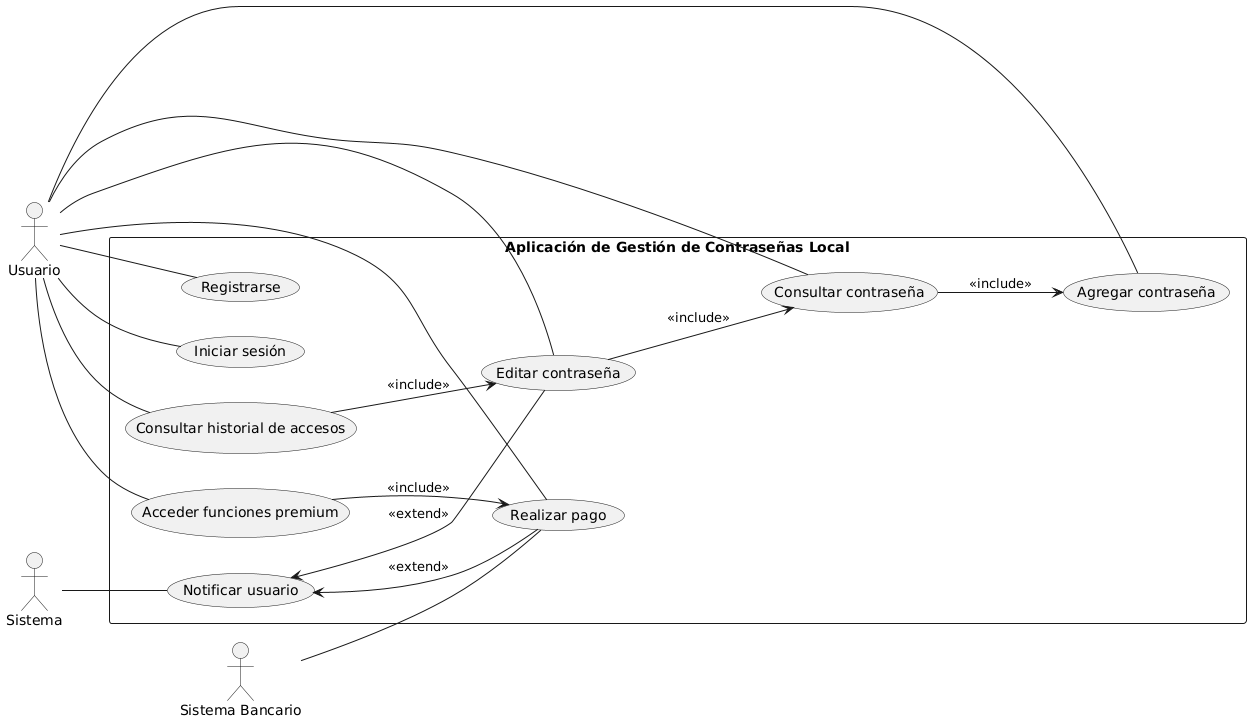 Aplicación de Gestión de Contraseñas Local
Usuario
Registrarse
Consultar contraseña
«include»
Agregar contraseña
«include»
Iniciar sesión
Editar contraseña
«include»
Consultar historial de accesos
«include»
Acceder funciones premium
«extend»
Realizar pago
«extend»
Notificar usuario
Sistema
Sistema Bancario